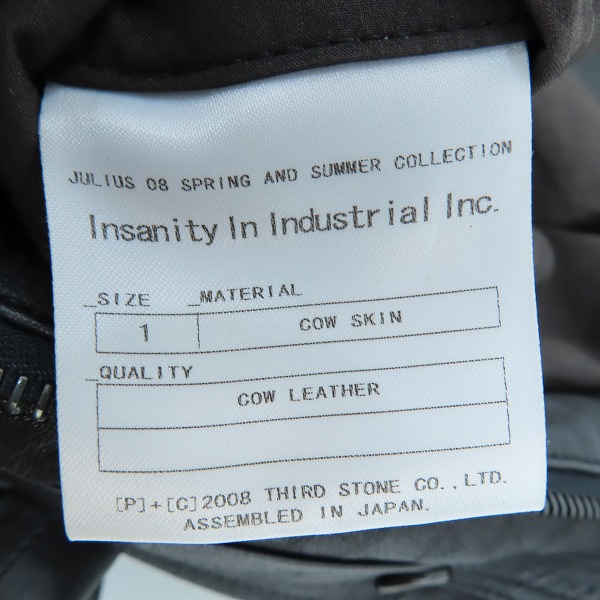 JULIUS 08 SPRING AND SUMMER COLLECTION
Insanity In Industrial Inc.
_SIZE _MATERIAL
1 COW SKIN
_QUALITY
COW LEATHER
[P]+[C]2008 THIRD STONE CO.,LTD.
ASSEMBLED IN JAPAN.